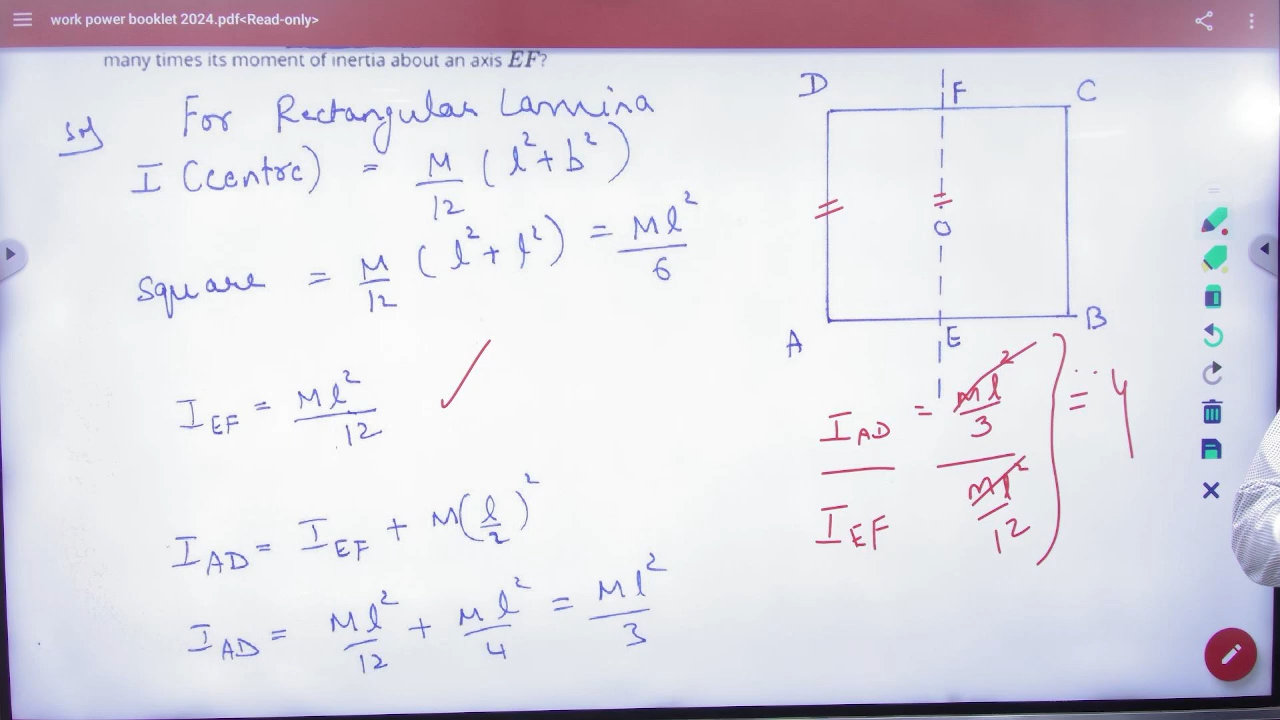 work power booklet 2024.pdf<Read-only>
many times its moment of inertia about an axis EF?
Sol For Rectangular Lamina
I (centre) = M/12 (l² + b²)
Square = M/12 (l² + l²) = Ml²/6
I_EF = Ml²/12
I_AD = I_EF + M(l/2)²
I_AD = Ml²/12 + Ml²/4 = Ml²/3
D F C
O
A E B
I_AD/I_EF = (Ml²/3)/(Ml²/12) = 4